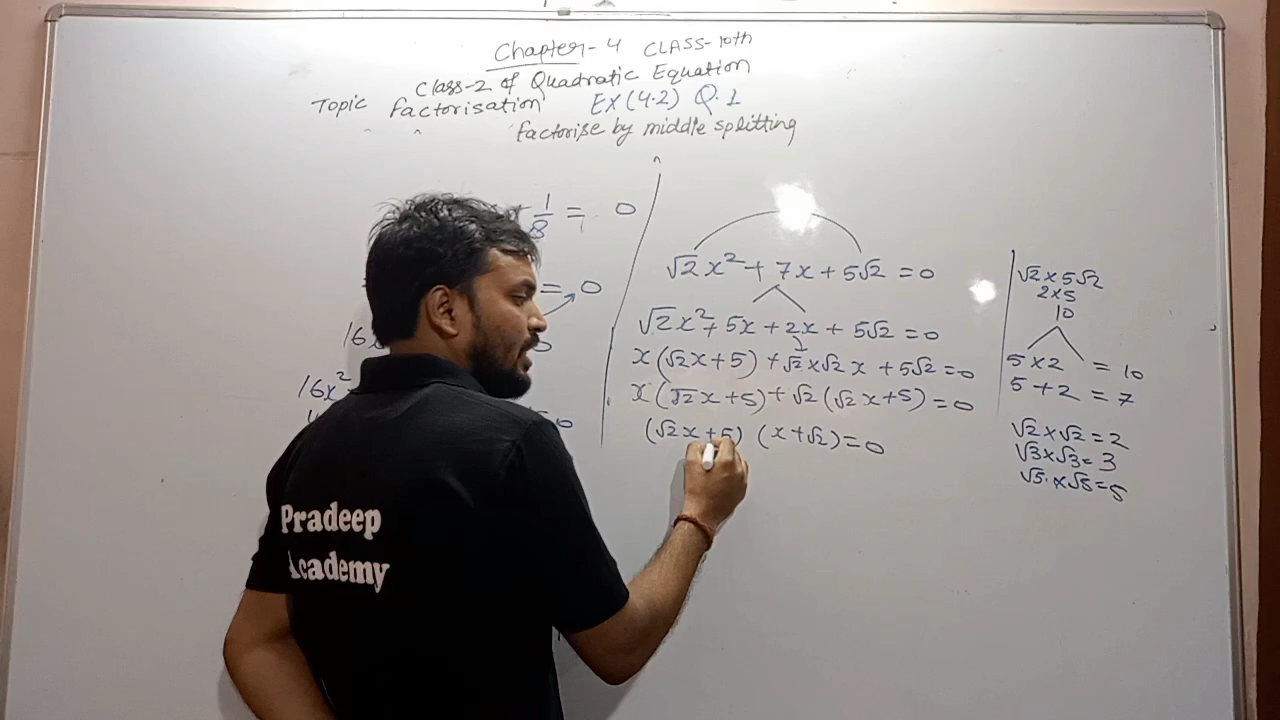 Chapter-4 CLASS-10th
Class-2 of Quadratic Equation
Topic Factorisation EX (4.2) Q.1
Factorise by middle splitting
+ 1/8 = 0
= 0
16x
16x²
√2x² + 7x + 5√2 = 0
√2x² + 5x + 2x + 5√2 = 0
x(√2x + 5) + √2 × √2 x + 5√2 = 0
x(√2x + 5) + √2(√2x + 5) = 0
(√2x + 5) (x + √2) = 0
√2 × 5√2
2×5
10
5 × 2 = 10
5 + 2 = 7
√2 × √2 = 2
√3 × √3 = 3
√5 · × √5 = 5
Pradeep
Academy